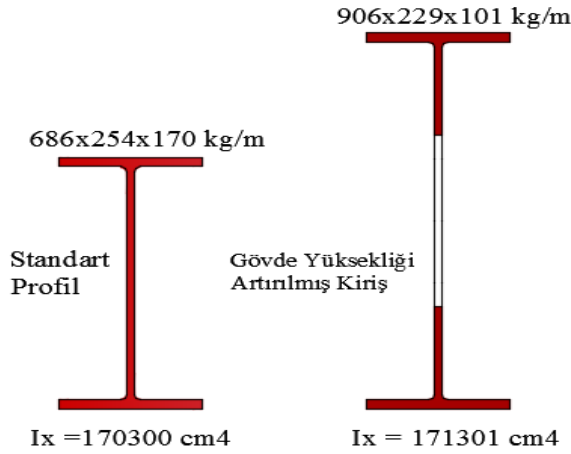 906x229x101 kg/m
686x254x170 kg/m
Standart
Profil
Gövde Yüksekliği
Artırılmış Kiriş
Ix =170300 cm4
Ix = 171301 cm4